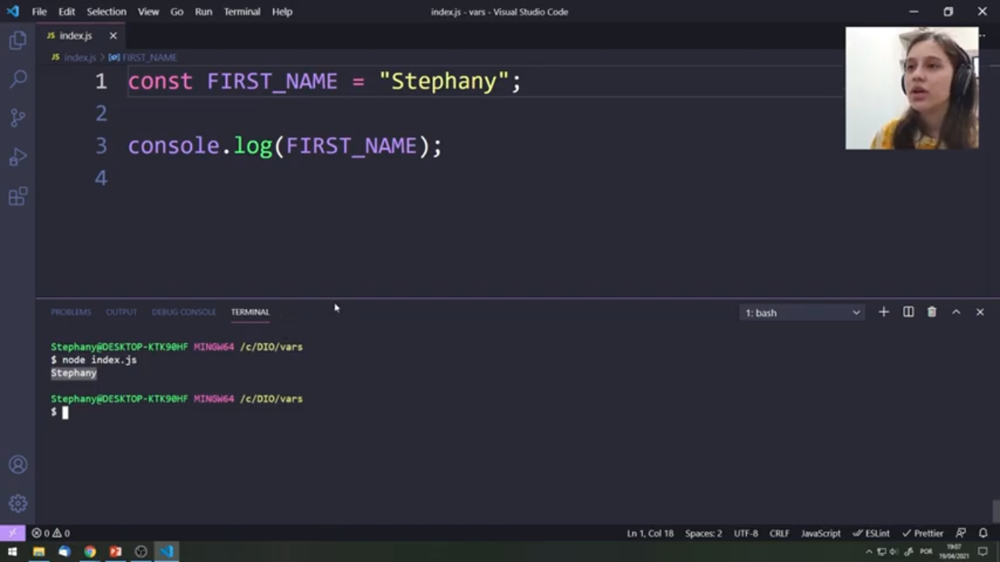 File Edit Selection View Go Run Terminal Help index.js - vars - Visual Studio Code
JS index.js
JS index.js > FIRST_NAME
1 const FIRST_NAME = "Stephany";
2
3 console.log(FIRST_NAME);
4
PROBLEMS OUTPUT DEBUG CONSOLE TERMINAL 1: bash
Stephany@DESKTOP-KTK90HF MINGW64 /c/DIO/vars
$ node index.js
Stephany
Stephany@DESKTOP-KTK90HF MINGW64 /c/DIO/vars
$
0 0 Ln 1, Col 18 Spaces: 2 UTF-8 CRLF JavaScript ESLint Prettier
POR 19:07
19/04/2021